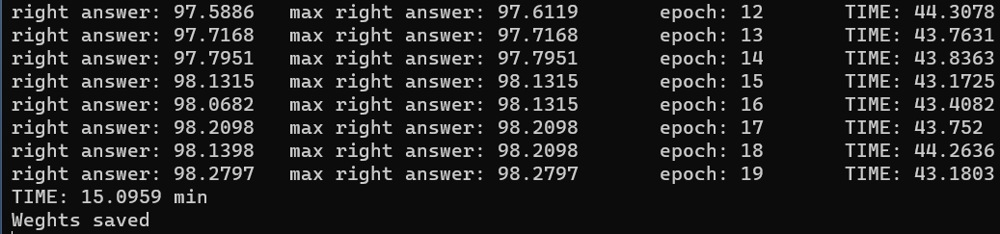 right answer: 97.5886 max right answer: 97.6119 epoch: 12 TIME: 44.3078
right answer: 97.7168 max right answer: 97.7168 epoch: 13 TIME: 43.7631
right answer: 97.7951 max right answer: 97.7951 epoch: 14 TIME: 43.8363
right answer: 98.1315 max right answer: 98.1315 epoch: 15 TIME: 43.1725
right answer: 98.0682 max right answer: 98.1315 epoch: 16 TIME: 43.4082
right answer: 98.2098 max right answer: 98.2098 epoch: 17 TIME: 43.752
right answer: 98.1398 max right answer: 98.2098 epoch: 18 TIME: 44.2636
right answer: 98.2797 max right answer: 98.2797 epoch: 19 TIME: 43.1803
TIME: 15.0959 min
Weghts saved